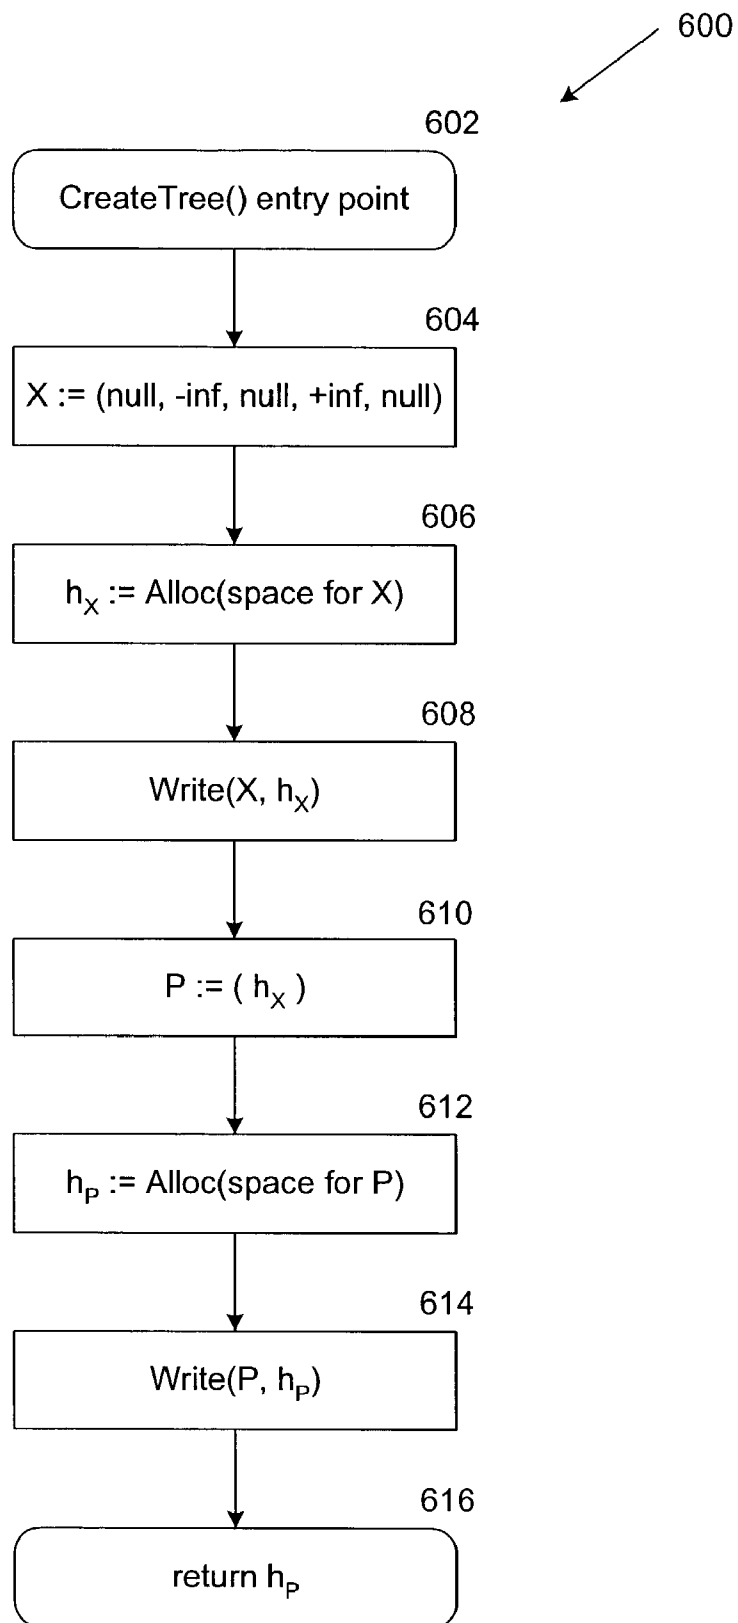 600
602
CreateTree() entry point
604
X := (null, -inf, null, +inf, null)
606
hX := Alloc(space for X)
608
Write(X, hX)
610
P := ( hX )
612
hP := Alloc(space for P)
614
Write(P, hP)
616
return hP